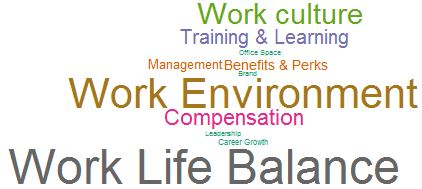 Work culture
Training & Learning
Office Space
Management Benefits & Perks
Brand
Work Environment
Compensation
Leadership
Career Growth
Work Life Balance